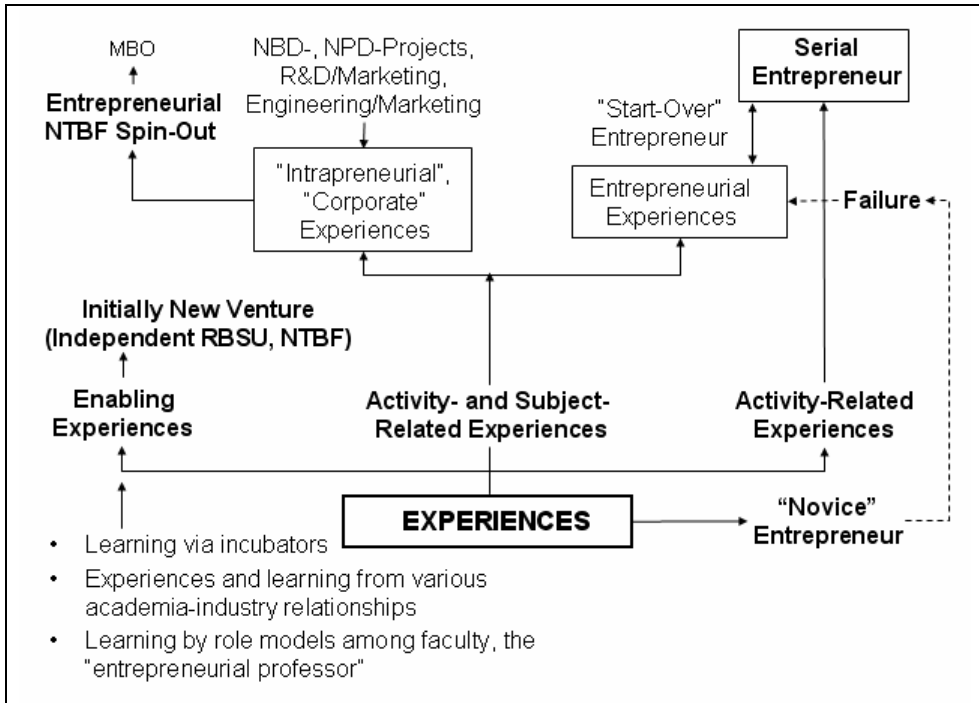 MBO
Entrepreneurial
NTBF Spin-Out
NBD-, NPD-Projects,
R&D/Marketing,
Engineering/Marketing
Serial
Entrepreneur
"Start-Over"
Entrepreneur
"Intrapreneurial",
"Corporate"
Experiences
Entrepreneurial
Experiences
Failure
Initially New Venture
(Independent RBSU, NTBF)
Enabling
Experiences
Activity- and Subject-
Related Experiences
Activity-Related
Experiences
EXPERIENCES
“Novice”
Entrepreneur
• Learning via incubators
• Experiences and learning from various
academia-industry relationships
• Learning by role models among faculty, the
"entrepreneurial professor"